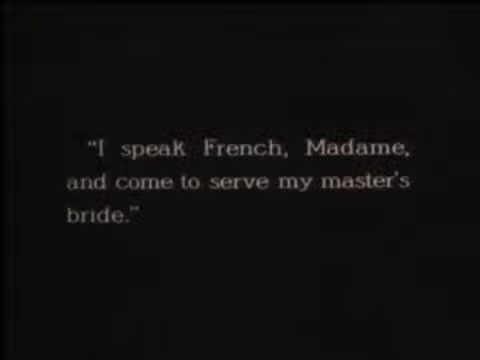 “I speak French, Madame,
and come to serve my master's
bride.”